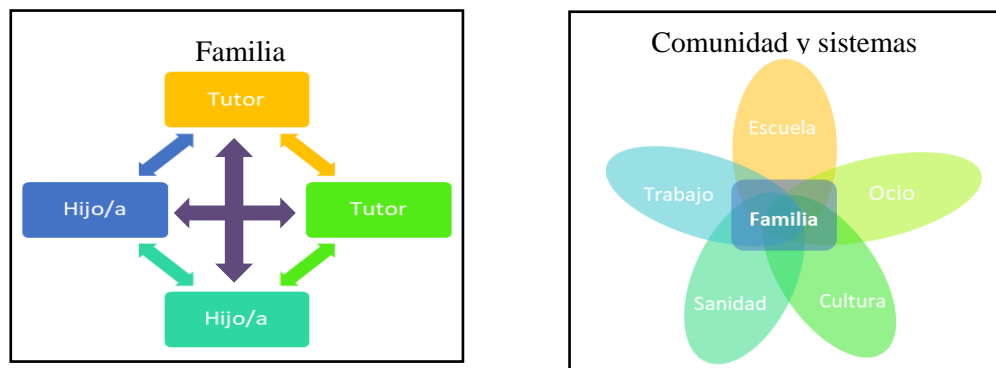 Familia
Tutor
Hijo/a
Tutor
Hijo/a
Comunidad y sistemas
Escuela
Trabajo
Ocio
Familia
Sanidad
Cultura